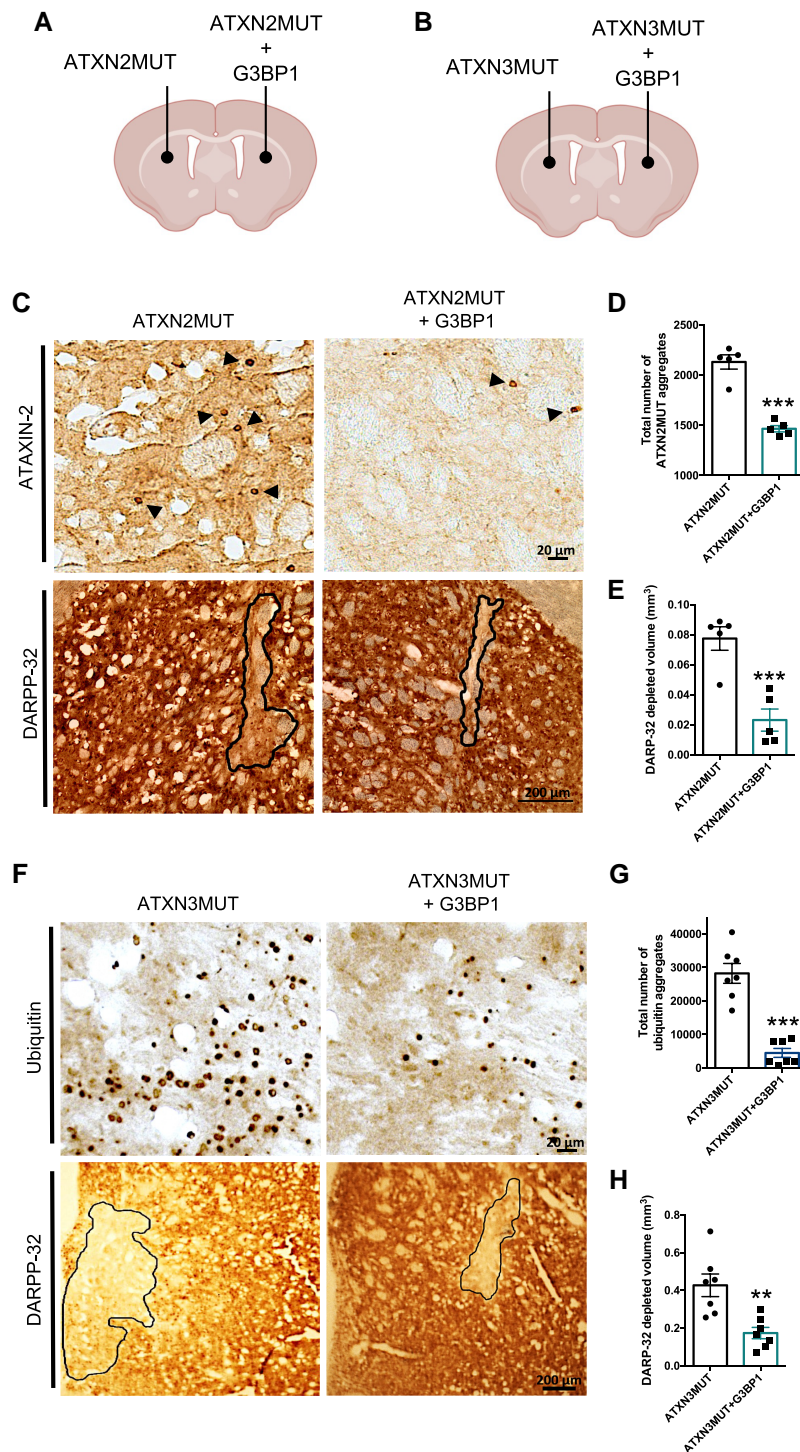 A
ATXN2MUT
ATXN2MUT
+
G3BP1
B
ATXN3MUT
ATXN3MUT
+
G3BP1
C
ATXN2MUT
ATXN2MUT
+ G3BP1
ATAXIN-2
20 µm
DARPP-32
200 µm
D
Total number of
ATXN2MUT aggregates
2500
2000
1500
1000
***
ATXN2MUT
ATXN2MUT+G3BP1
E
DARP-32 depleted volume (mm³)
0.10
0.08
0.06
0.04
0.02
0.00
***
ATXN2MUT
ATXN2MUT+G3BP1
F
ATXN3MUT
ATXN3MUT
+ G3BP1
Ubiquitin
20 µm
DARPP-32
200 µm
G
Total number of
ubiquitin aggregates
40000
30000
20000
10000
0
***
ATXN3MUT
ATXN3MUT+G3BP1
H
DARP-32 depleted volume (mm³)
0.8
0.6
0.4
0.2
0.0
**
ATXN3MUT
ATXN3MUT+G3BP1